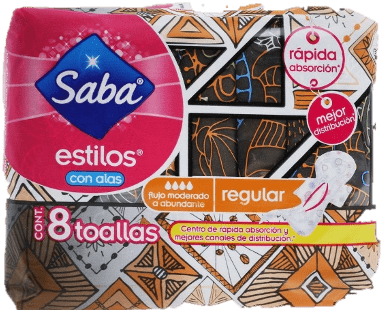 Saba®
estilos®
con alas
rápida
absorción*
mejor
distribución*
flujo moderado
a abundante
regular
CONT.
8 toallas
Centro de rápida absorción y
mejores canales de distribución.*